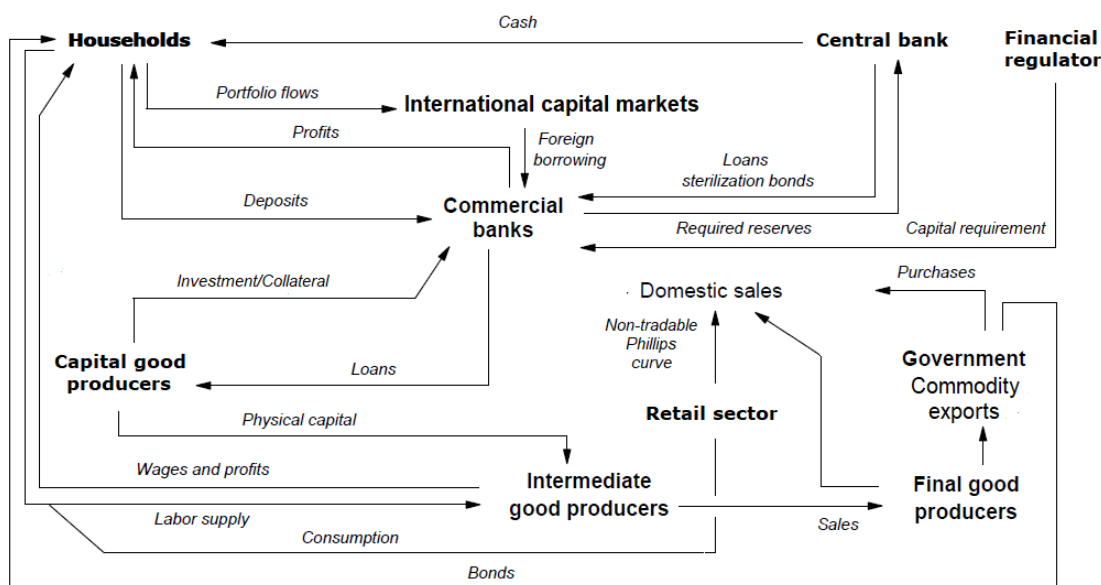 Cash
Households
Central bank
Financial
regulator
Portfolio flows
International capital markets
Profits
Foreign
borrowing
Loans
sterilization bonds
Deposits
Commercial
banks
Required reserves
Capital requirement
Investment/Collateral
Purchases
Domestic sales
Non-tradable
Phillips
curve
Capital good
producers
Loans
Government
Commodity
exports
Physical capital
Retail sector
Wages and profits
Intermediate
good producers
Final good
producers
Labor supply
Sales
Consumption
Bonds